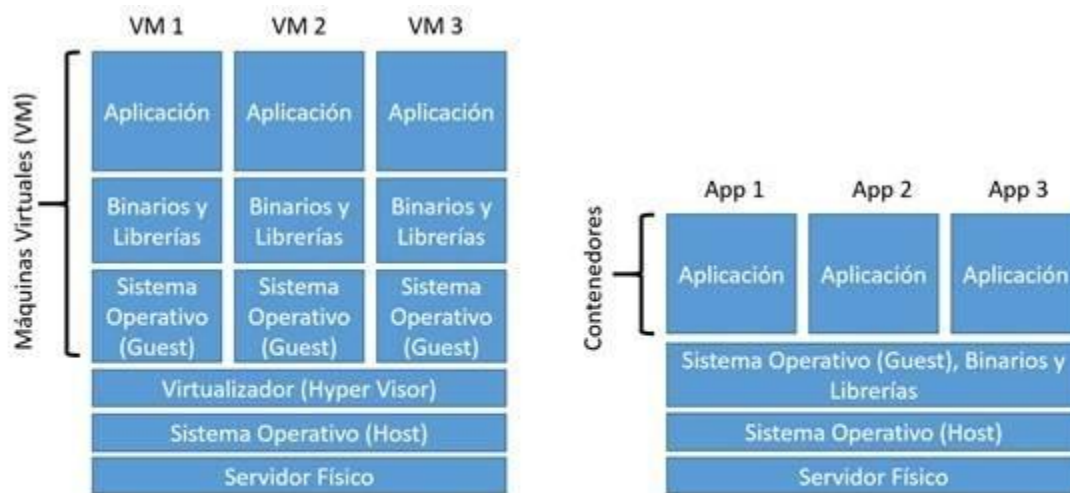 VM 1
VM 2
VM 3
Máquinas Virtuales (VM)
Aplicación
Aplicación
Aplicación
Binarios y
Librerías
Binarios y
Librerías
Binarios y
Librerías
Sistema
Operativo
(Guest)
Sistema
Operativo
(Guest)
Sistema
Operativo
(Guest)
Virtualizador (Hyper Visor)
Sistema Operativo (Host)
Servidor Físico
App 1
App 2
App 3
Contenedores
Aplicación
Aplicación
Aplicación
Sistema Operativo (Guest), Binarios y
Librerías
Sistema Operativo (Host)
Servidor Físico